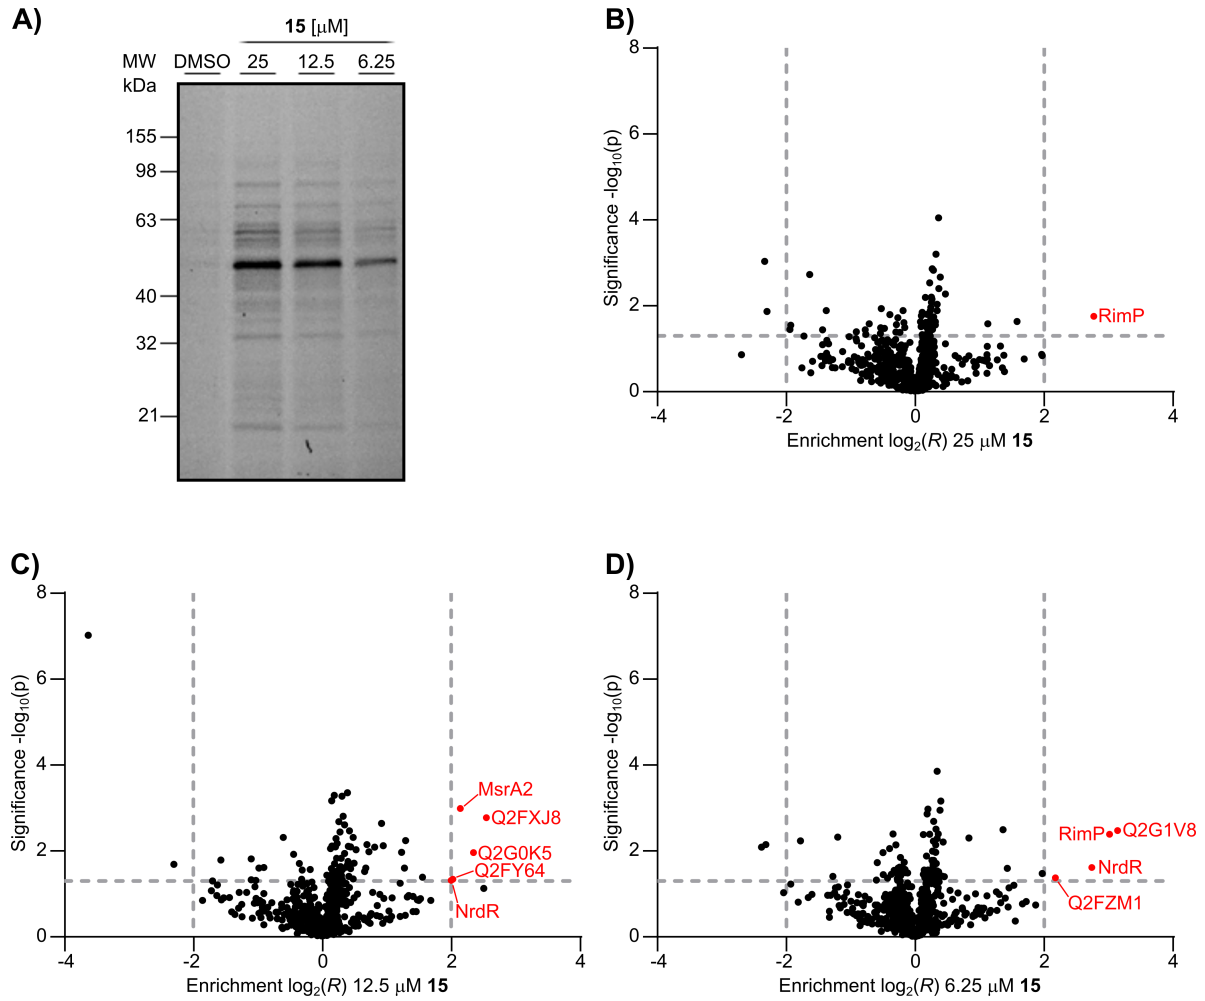 A)
15 [μM]
MW DMSO 25 12.5 6.25
kDa
155
98
63
40
32
21
B)
Significance -log10(p)
8
6
4
2
0
RimP
-4 -2 0 2 4
Enrichment log2(R) 25 μM 15
C)
Significance -log10(p)
8
6
4
2
0
MsrA2
Q2FXJ8
Q2G0K5
Q2FY64
NrdR
-4 -2 0 2 4
Enrichment log2(R) 12.5 μM 15
D)
Significance -log10(p)
8
6
4
2
0
RimP Q2G1V8
NrdR
Q2FZM1
-4 -2 0 2 4
Enrichment log2(R) 6.25 μM 15